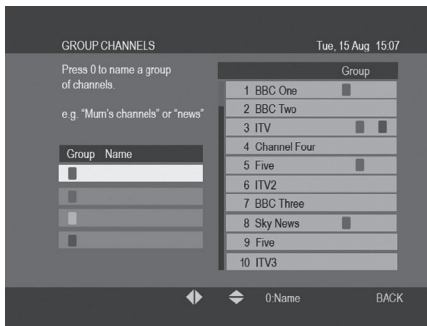 GROUP CHANNELS
Tue, 15 Aug 15:07
Press 0 to name a group
of channels.
e.g. “Mum’s channels” or “news”
Group Name
Group
1 BBC One
2 BBC Two
3 ITV
4 Channel Four
5 Five
6 ITV2
7 BBC Three
8 Sky News
9 Five
10 ITV3
0:Name
BACK